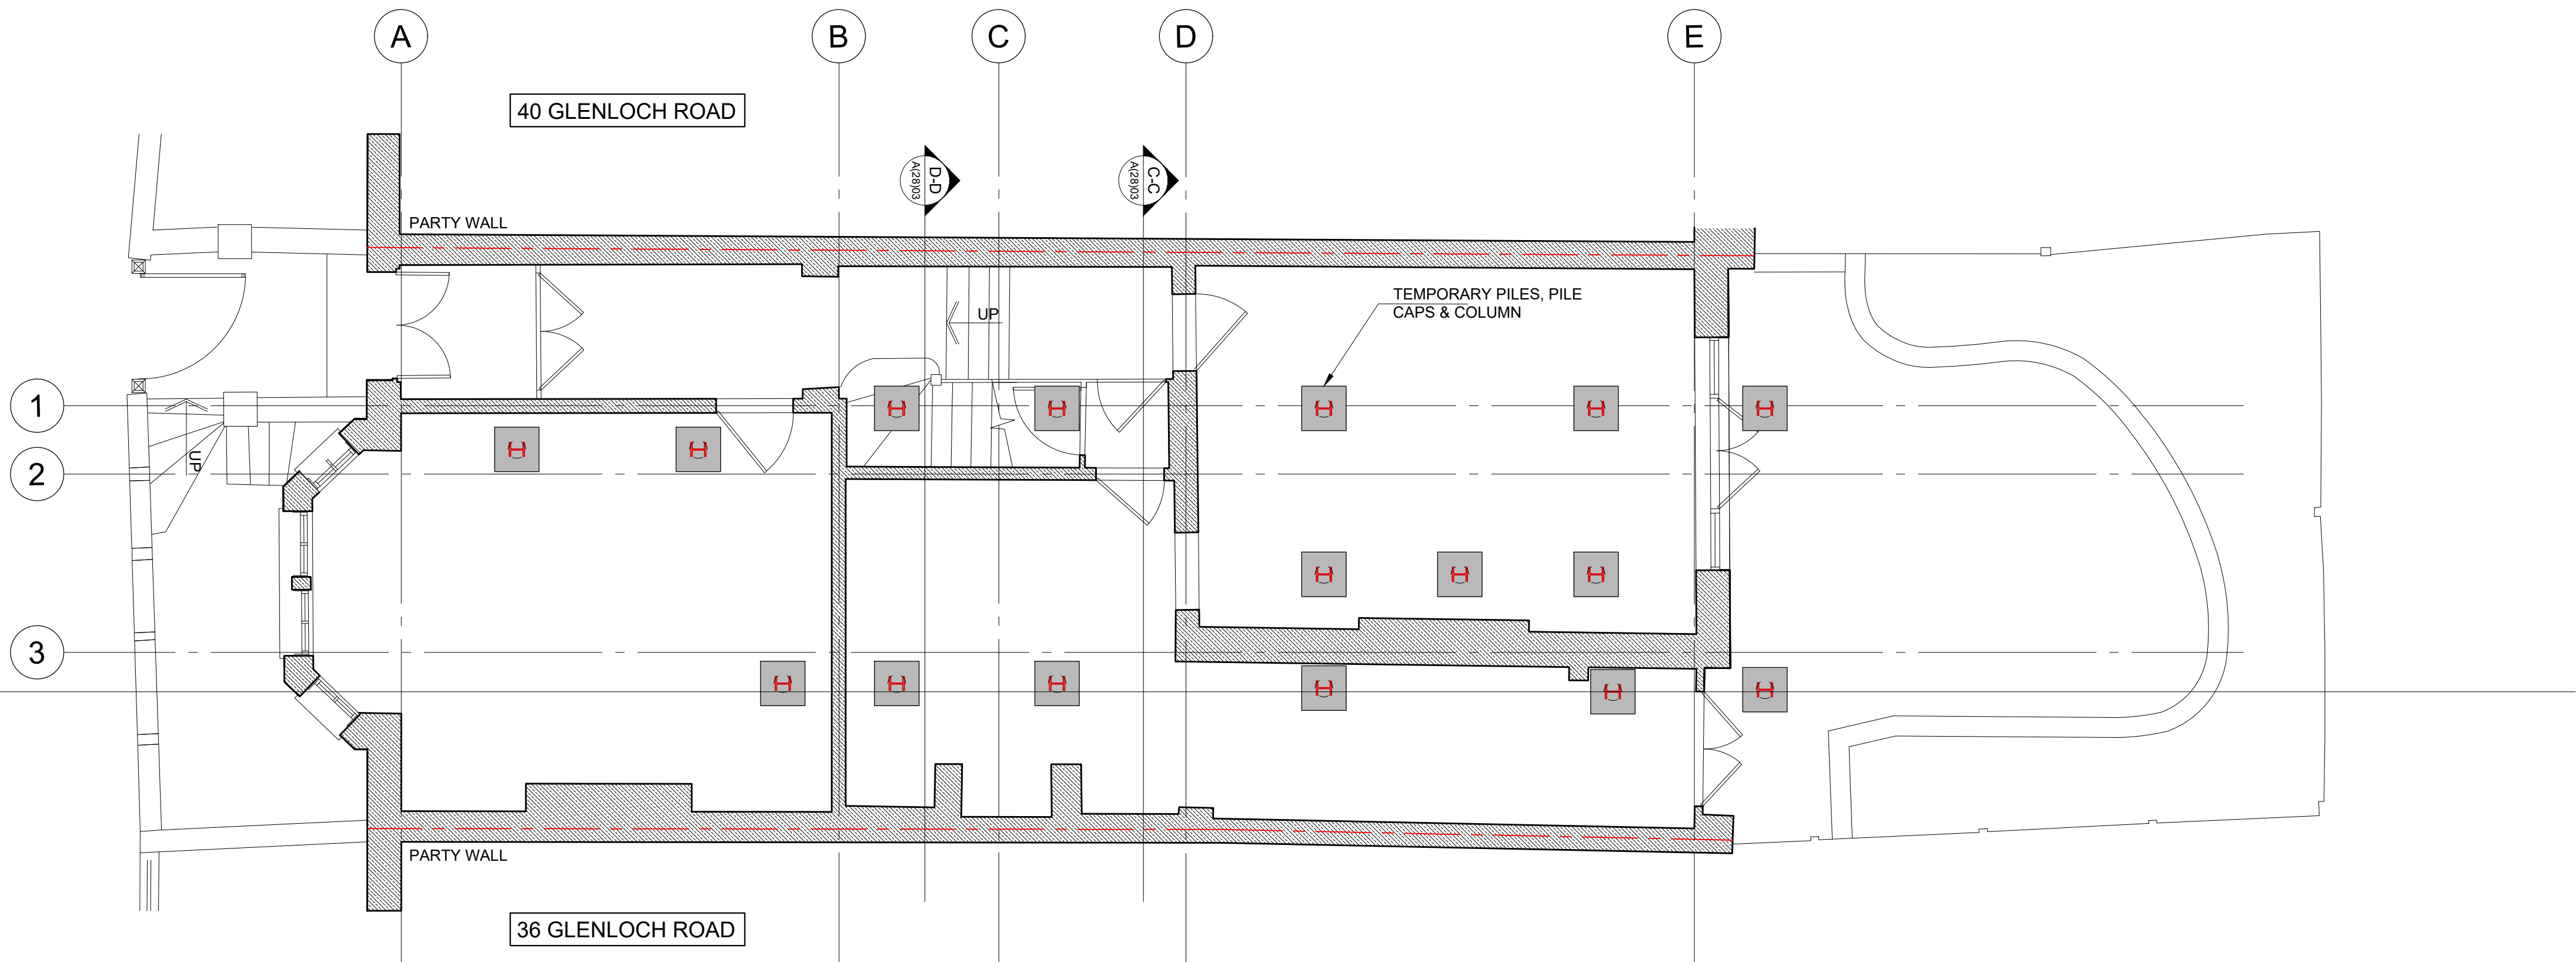 A
B
C
D
E
40 GLENLOCH ROAD
D-D
A(28)03
C-C
A(28)03
PARTY WALL
TEMPORARY PILES, PILE
CAPS & COLUMN
UP
1
2
UP
3
PARTY WALL
36 GLENLOCH ROAD